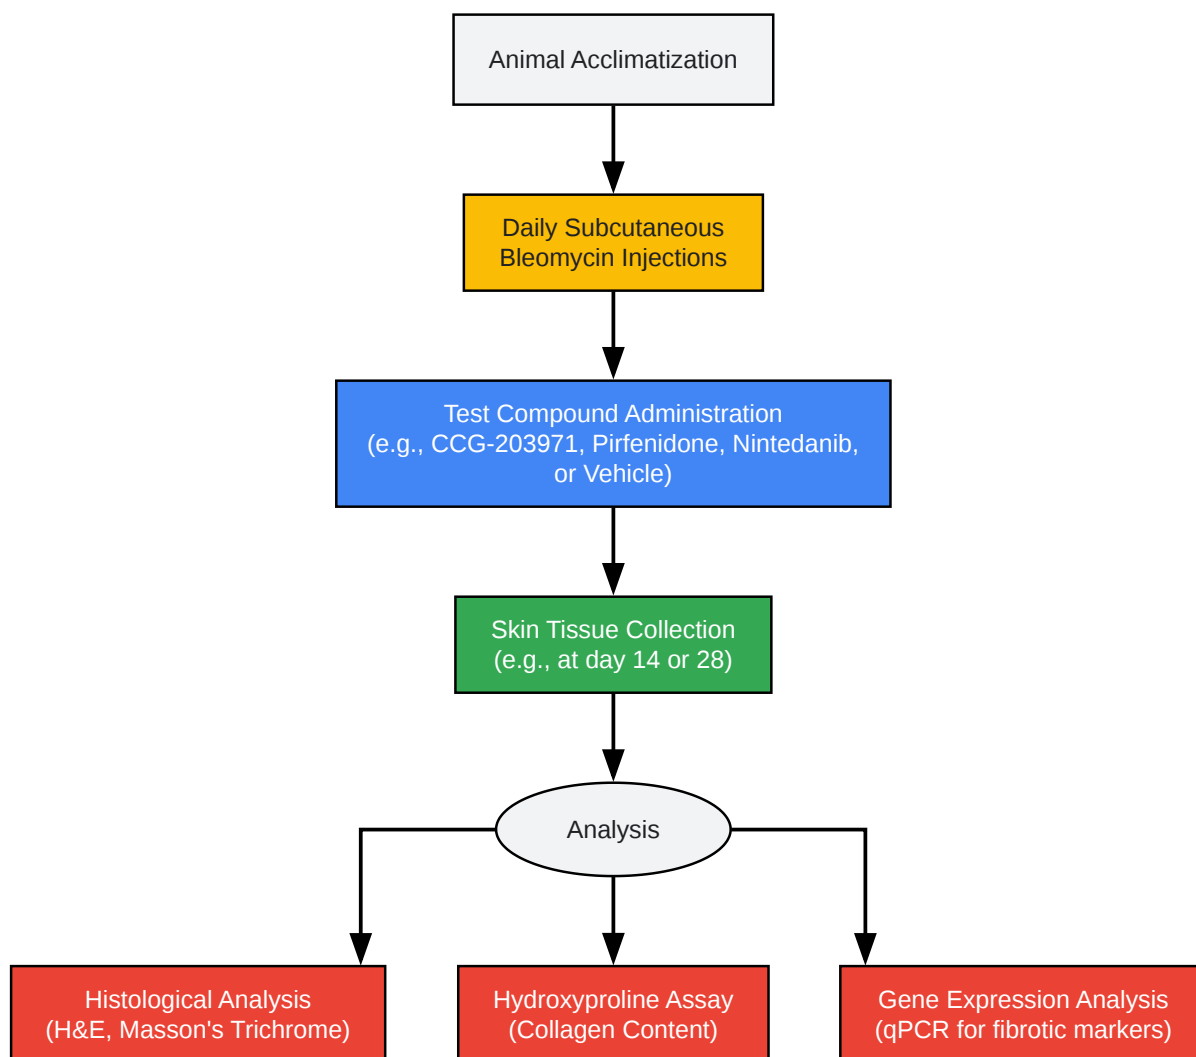 Animal Acclimatization
Daily Subcutaneous
Bleomycin Injections
Test Compound Administration
(e.g., CCG-203971, Pirfenidone, Nintedanib,
or Vehicle)
Skin Tissue Collection
(e.g., at day 14 or 28)
Analysis
Histological Analysis
(H&E, Masson's Trichrome)
Hydroxyproline Assay
(Collagen Content)
Gene Expression Analysis
(qPCR for fibrotic markers)